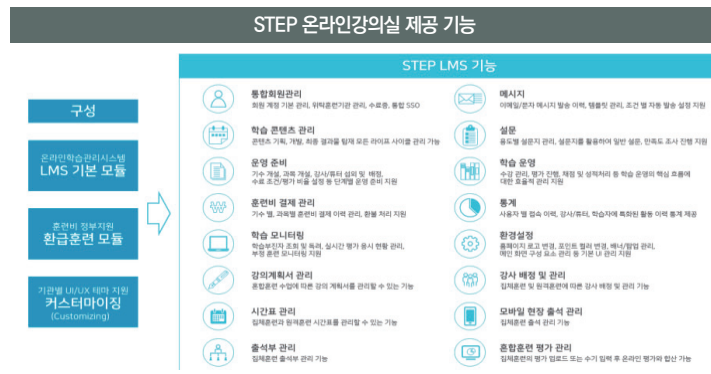 STEP 온라인강의실 제공 기능
구성
온라인학습관리시스템
LMS 기본 모듈
훈련비 정부지원
환급훈련 모듈
기관별 UI/UX 테마 지원
커스터마이징
(Customizing)
STEP LMS 기능
통합회원관리
회원 계정 기본 관리, 위탁훈련기관 관리, 수료증, 통합 SSO
학습 콘텐츠 관리
콘텐츠 기획, 개발, 최종 결과물 탑재 모든 라이프 사이클 관리 가능
운영 준비
기수 개설, 과목 개설, 강사/튜터 섭외 및 배정,
수료 조건/평가 비율 설정 등 단계별 운영 준비 지원
훈련비 결제 관리
기수 별, 과목별 훈련비 결제 이력 관리, 환불 처리 지원
학습 모니터링
학습부진자 조회 및 독려, 실시간 평가 응시 현황 관리,
부정 훈련 모니터링 지원
강의계획서 관리
혼합훈련 수업에 따른 강의 계획서를 관리할 수 있는 기능
시간표 관리
집체훈련과 원격훈련 시간표를 관리할 수 있는 기능
출석부 관리
집체훈련 출석부 관리 기능
메시지
이메일/문자 메시지 발송 이력, 템플릿 관리, 조건 별 자동 발송 설정 지원
설문
용도별 설문지 관리, 설문지를 활용하여 일반 설문, 만족도 조사 진행 지원
학습 운영
수강 관리, 평가 진행, 채점 및 성적처리 등 학습 운영의 핵심 흐름에
대한 효율적 관리 지원
통계
사용자 별 접속 이력, 강사/튜터, 학습자에 특화된 활동 이력 통계 제공
환경설정
홈페이지 로고 변경, 포인트 컬러 변경, 배너/팝업 관리,
메인 화면 구성 요소 관리 등 기본 UI 관리 지원
강사 배정 및 관리
집체훈련 및 원격훈련에 따른 강사 배정 및 관리 기능
모바일 현장 출석 관리
집체훈련 출석 관리 기능
혼합훈련 평가 관리
집체훈련의 평가 업로드 또는 수기 입력 후 온라인 평가와 합산 가능